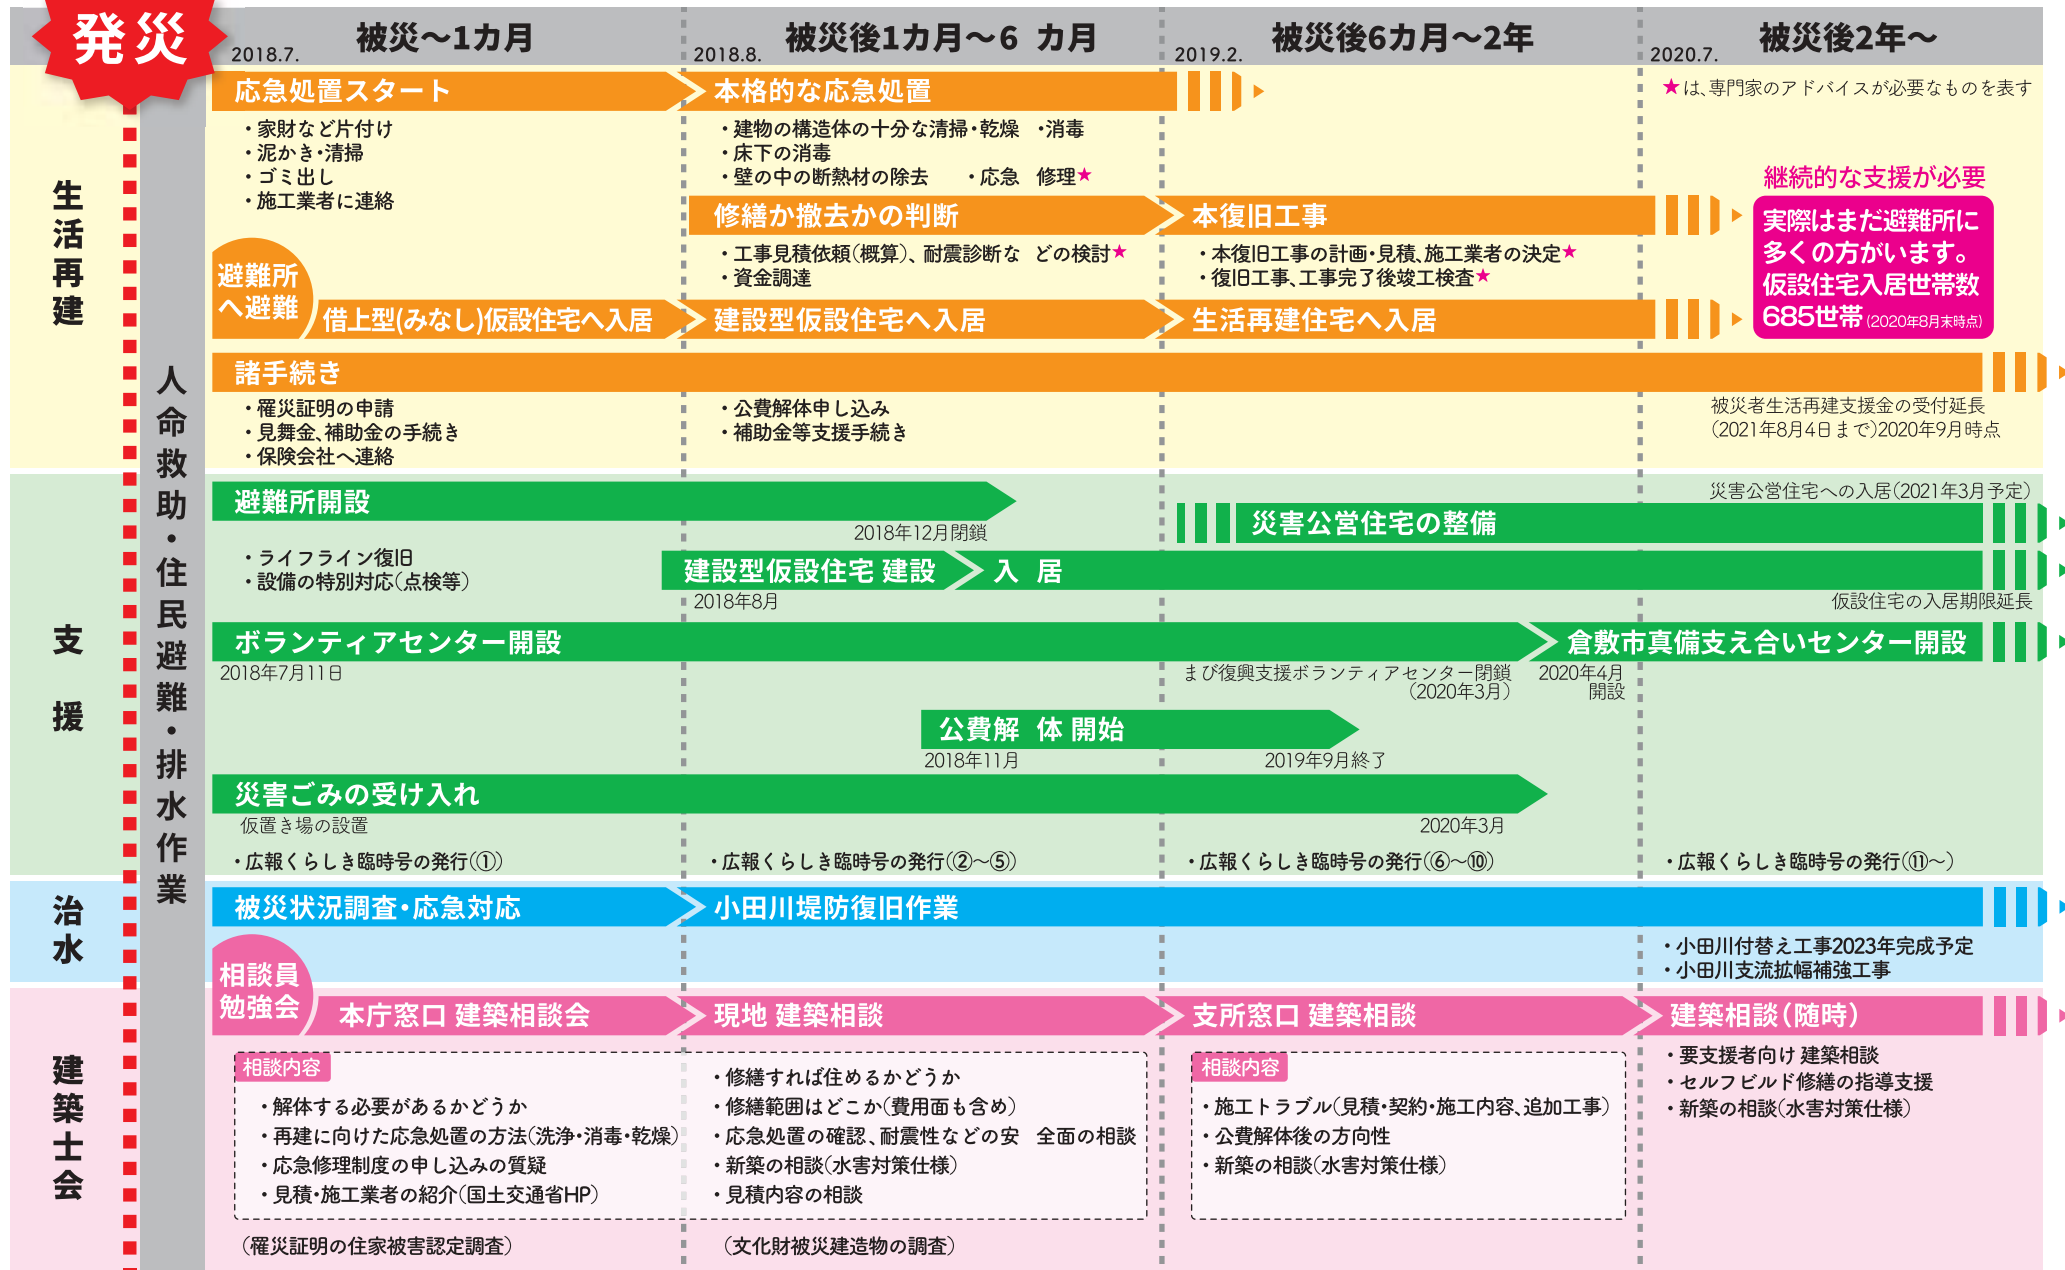 発災
2018.7.
被災〜1カ月
2018.8.
被災後1カ月〜6 カ月
2019.2.
被災後6カ月〜2年
2020.7.
被災後2年〜
人命救助・住民避難・排水作業
生活再建
応急処置スタート
本格的な応急処置
★は、専門家のアドバイスが必要なものを表す
・家財など片付け
・泥かき・清掃
・ゴミ出し
・施工業者に連絡
・建物の構造体の十分な清掃・乾燥 ・消毒
・床下の消毒
・壁の中の断熱材の除去 ・応急 修理★
修繕か撤去かの判断
本復旧工事
・工事見積依頼(概算)、耐震診断な どの検討★
・資金調達
・本復旧工事の計画・見積、施工業者の決定★
・復旧工事、工事完了後竣工検査★
継続的な支援が必要
実際はまだ避難所に
多くの方がいます。
仮設住宅入居世帯数
685世帯(2020年8月末時点)
避難所
へ避難
借上型(みなし)仮設住宅へ入居
建設型仮設住宅へ入居
生活再建住宅へ入居
諸手続き
・罹災証明の申請
・見舞金、補助金の手続き
・保険会社へ連絡
・公費解体申し込み
・補助金等支援手続き
被災者生活再建支援金の受付延長
(2021年8月4日まで)2020年9月時点
支援
避難所開設
2018年12月閉鎖
災害公営住宅への入居(2021年3月予定)
災害公営住宅の整備
・ライフライン復旧
・設備の特別対応(点検等)
建設型仮設住宅 建設
入 居
2018年8月
仮設住宅の入居期限延長
ボランティアセンター開設
倉敷市真備支え合いセンター開設
2018年7月11日
まび復興支援ボランティアセンター閉鎖
(2020年3月)
2020年4月
開設
公費解 体 開始
2018年11月
2019年9月終了
災害ごみの受け入れ
仮置き場の設置
2020年3月
・広報くらしき臨時号の発行(①)
・広報くらしき臨時号の発行(②〜⑤)
・広報くらしき臨時号の発行(⑥〜⑩)
・広報くらしき臨時号の発行(⑪〜)
治水
被災状況調査・応急対応
小田川堤防復旧作業
・小田川付替え工事2023年完成予定
・小田川支流拡幅補強工事
建築士会
相談員
勉強会
本庁窓口 建築相談会
現地 建築相談
支所窓口 建築相談
建築相談(随時)
相談内容
・解体する必要があるかどうか
・再建に向けた応急処置の方法(洗浄・消毒・乾燥)
・応急修理制度の申し込みの質疑
・見積・施工業者の紹介(国土交通省HP)
・修繕すれば住めるかどうか
・修繕範囲はどこか(費用面も含め)
・応急処置の確認、耐震性などの安 全面の相談
・新築の相談(水害対策仕様)
・見積内容の相談
相談内容
・施工トラブル(見積・契約・施工内容、追加工事)
・公費解体後の方向性
・新築の相談(水害対策仕様)
・要支援者向け 建築相談
・セルフビルド修繕の指導支援
・新築の相談(水害対策仕様)
(罹災証明の住家被害認定調査)
(文化財被災建造物の調査)